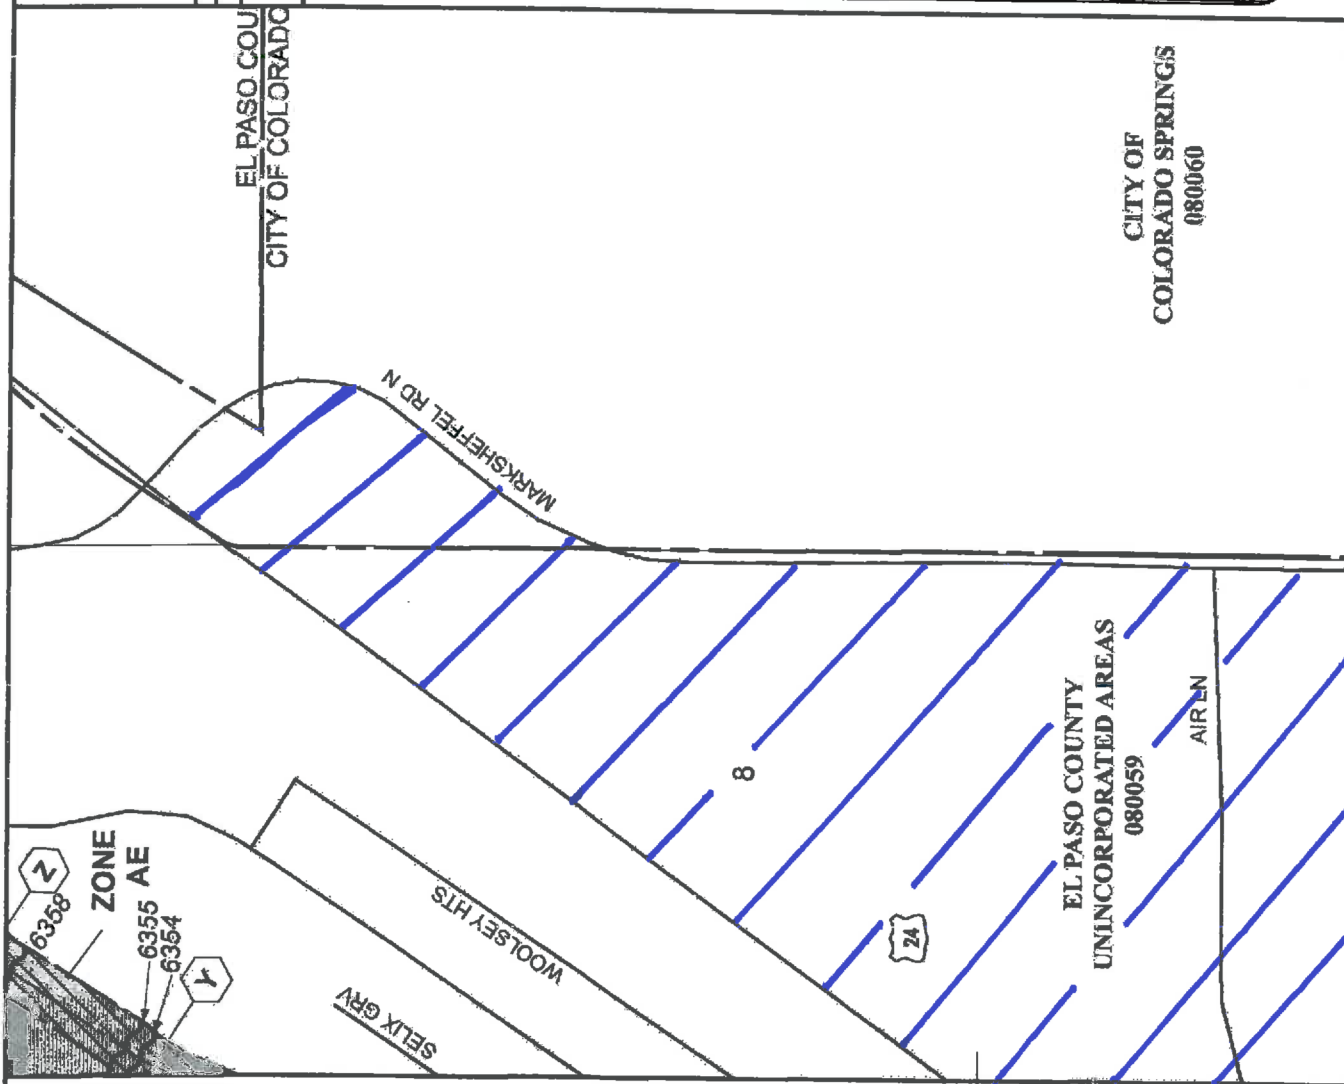 EL PASO COU
CITY OF COLORADO
CITY OF
COLORADO SPRINGS
080060
MARKSHEFFEL RD N
8
24
EL PASO COUNTY
UNINCORPORATED AREAS
080059
AIR LN
WOOLSEY HTS
SELIX GRV
Z
6358
ZONE
AE
6355
6354
Y